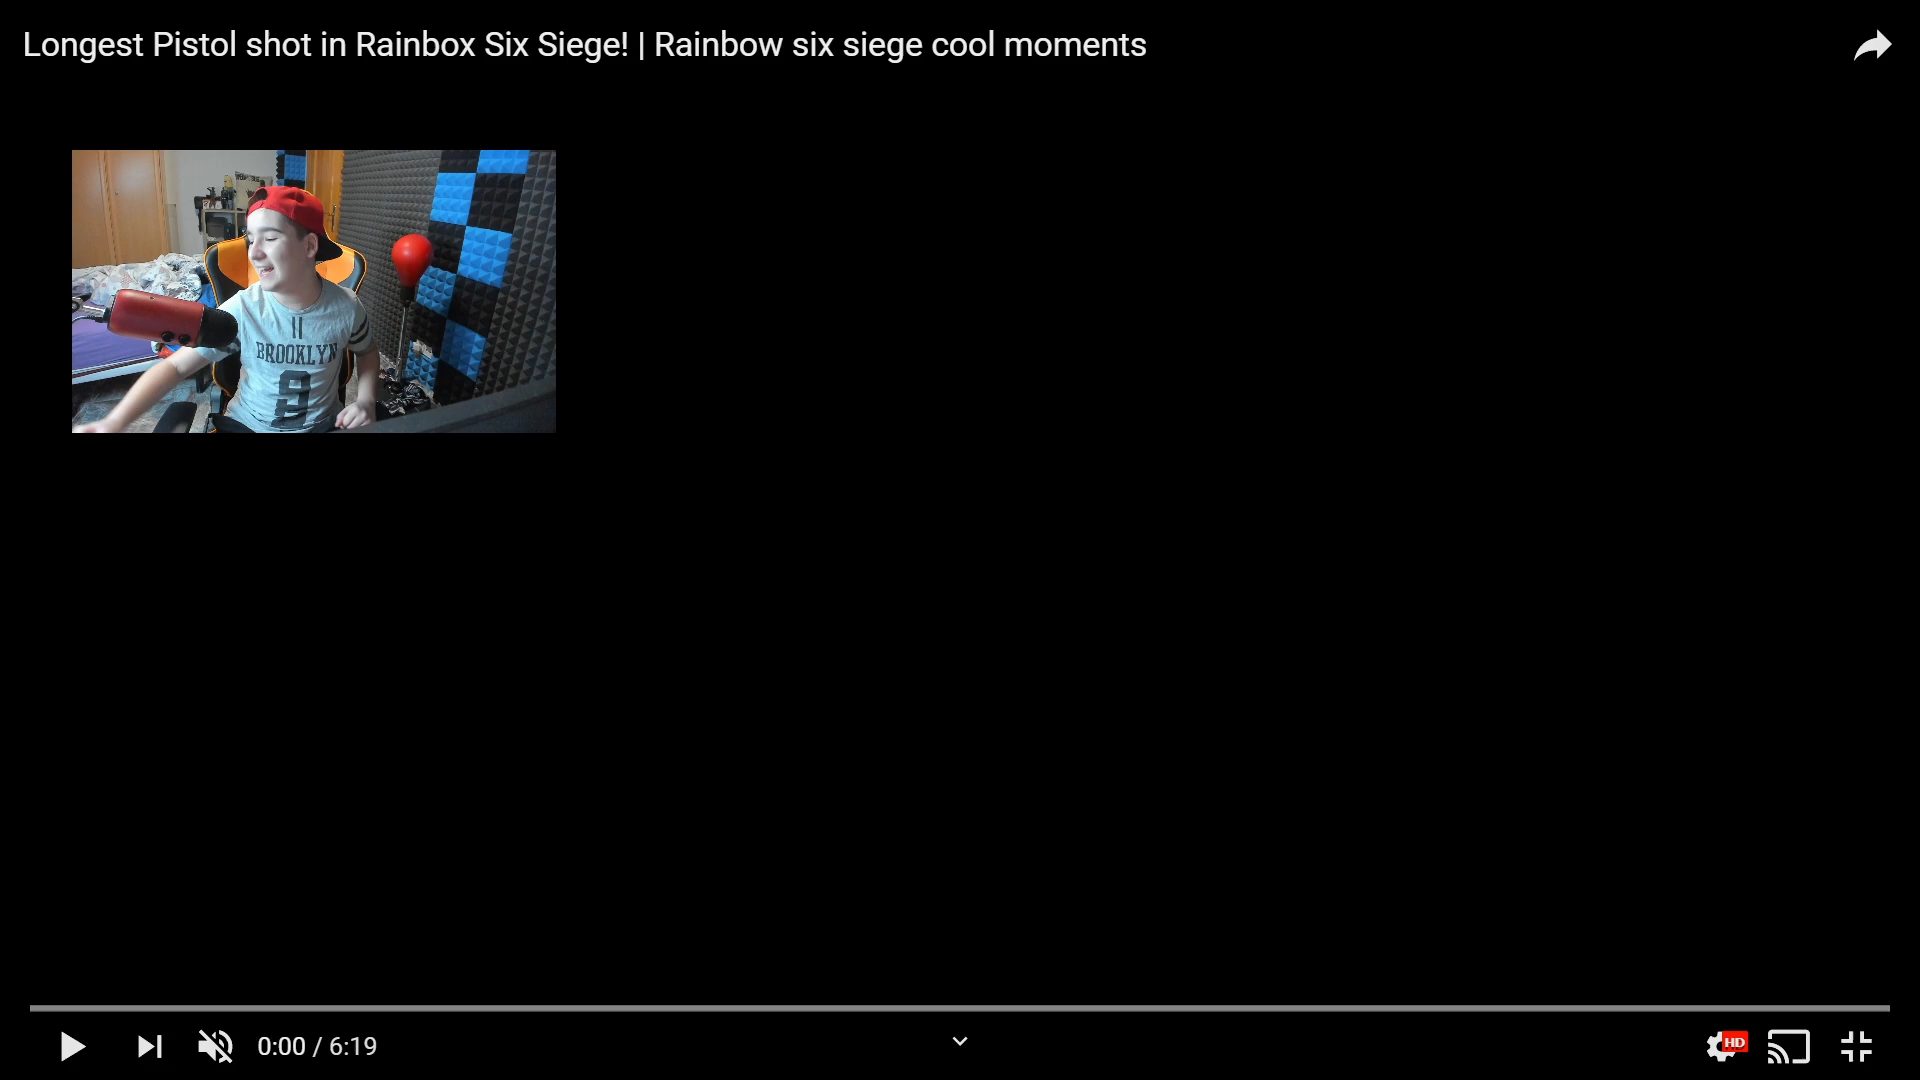 Longest Pistol shot in Rainbox Six Siege! | Rainbow six siege cool moments
BROOKLYN
9
0:00 / 6:19
HD